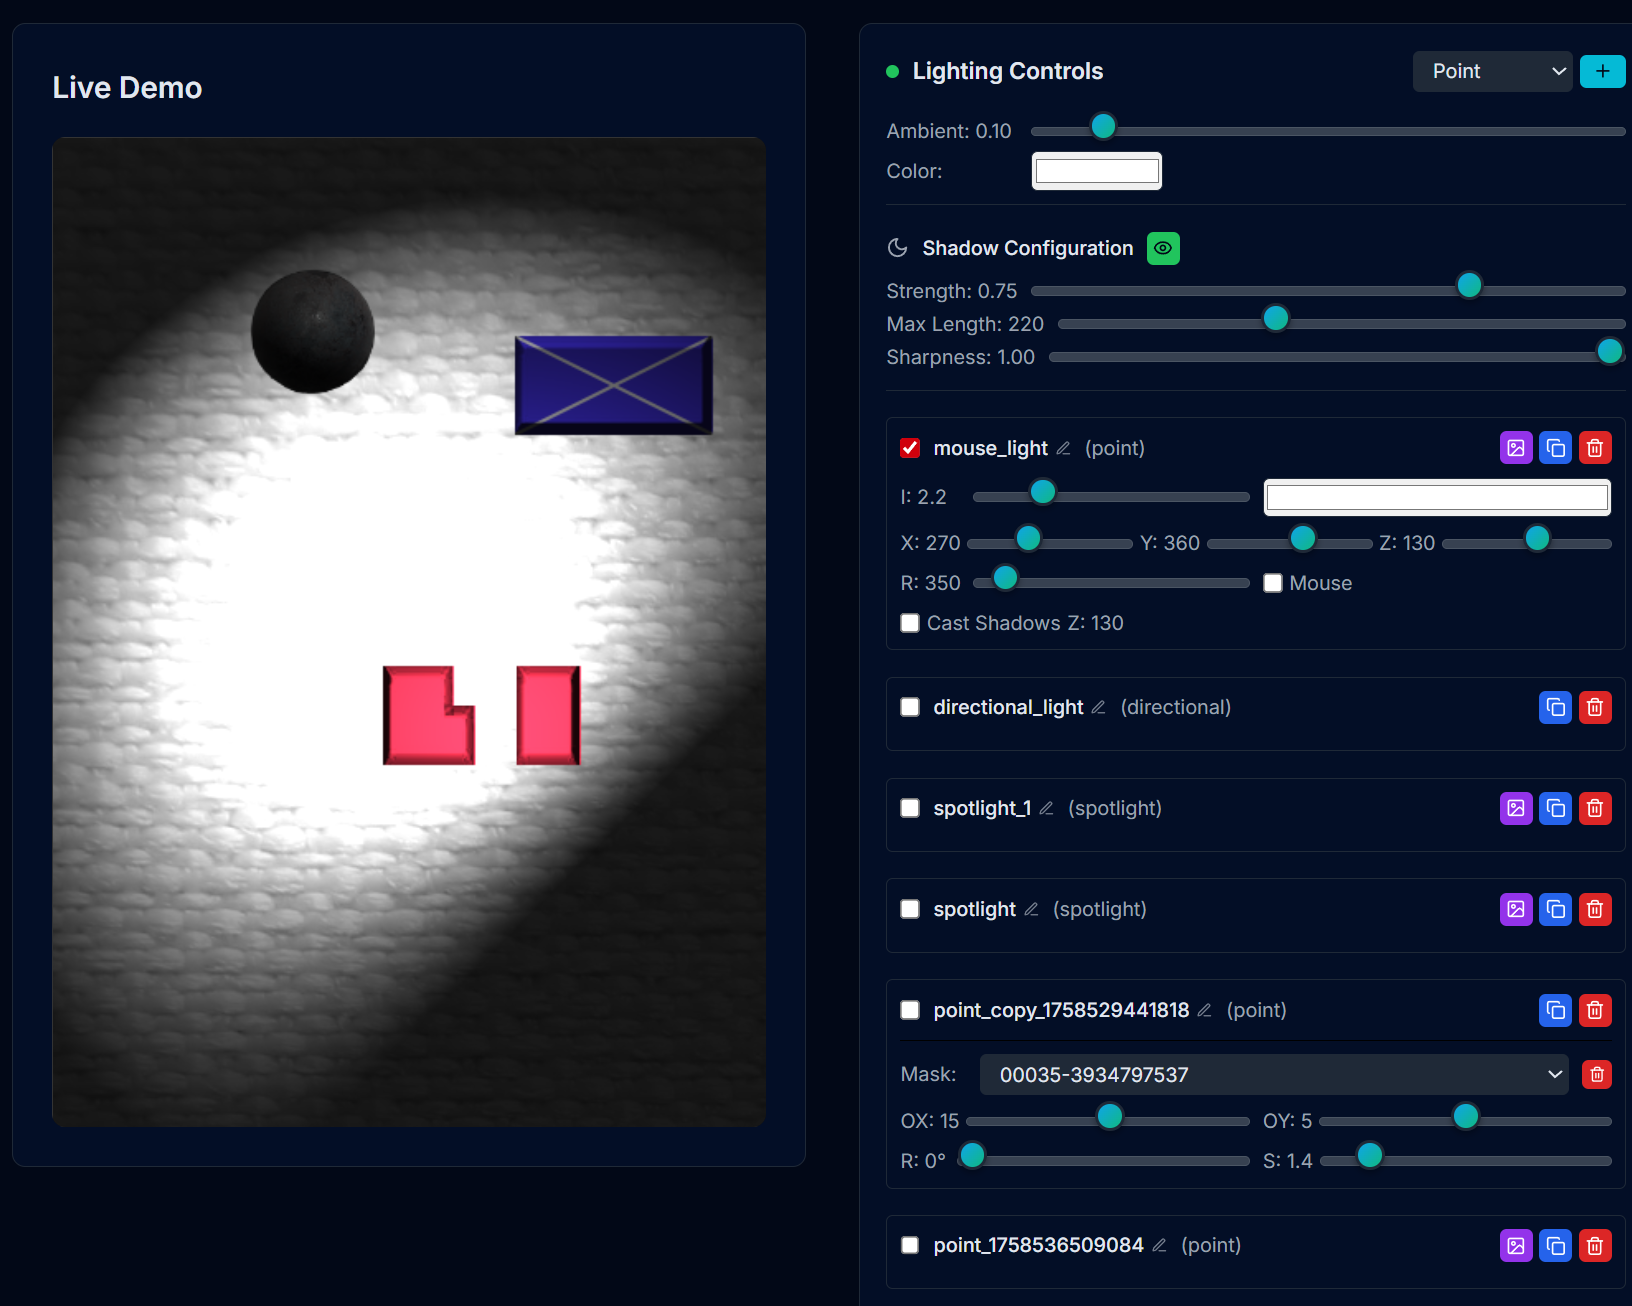 Live Demo
Lighting Controls
Point
Ambient: 0.10
Color:
Shadow Configuration
Strength: 0.75
Max Length: 220
Sharpness: 1.00
mouse_light (point)
I: 2.2
X: 270 Y: 360 Z: 130
R: 350 Mouse
Cast Shadows Z: 130
directional_light (directional)
spotlight_1 (spotlight)
spotlight (spotlight)
point_copy_1758529441818 (point)
Mask: 00035-3934797537
OX: 15 OY: 5
R: 0° S: 1.4
point_1758536509084 (point)